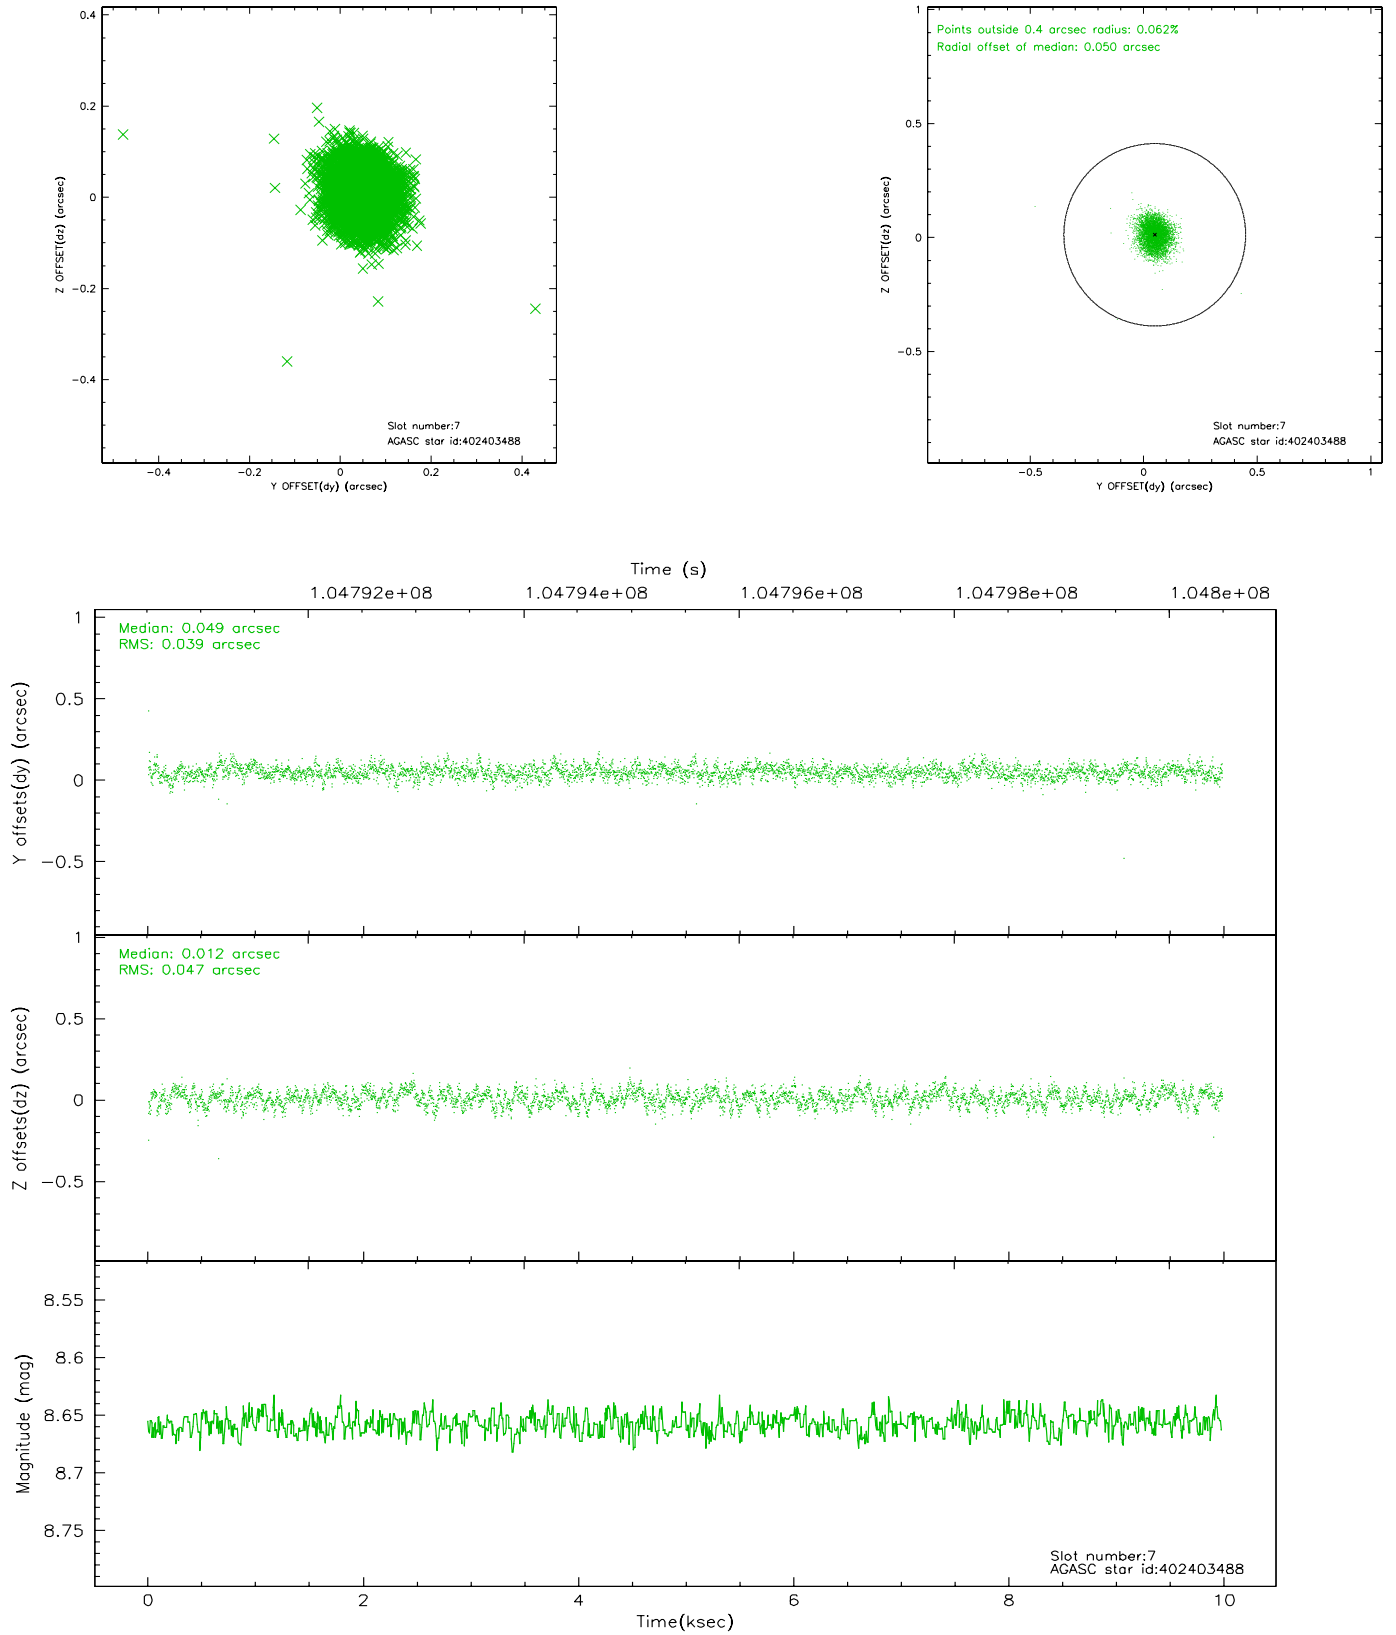 0.4
0.2
0
-0.2
-0.4
Z OFFSET(dz) (arcsec)
Slot number:7
AGASC star id:402403488
-0.4 -0.2 0 0.2 0.4
Y OFFSET(dy) (arcsec)
Points outside 0.4 arcsec radius: 0.062%
Radial offset of median: 0.050 arcsec
1
0.5
0
-0.5
Z OFFSET(dz) (arcsec)
Slot number:7
AGASC star id:402403488
-0.5 0 0.5 1
Y OFFSET(dy) (arcsec)
Time (s)
1.04792e+08 1.04794e+08 1.04796e+08 1.04798e+08 1.048e+08
Median: 0.049 arcsec
RMS: 0.039 arcsec
1
0.5
0
-0.5
Y offsets(dy) (arcsec)
Median: 0.012 arcsec
RMS: 0.047 arcsec
1
0.5
0
-0.5
Z offsets(dz) (arcsec)
8.55
8.6
8.65
8.7
8.75
Magnitude (mag)
Slot number:7
AGASC star id:402403488
0 2 4 6 8 10
Time(ksec)